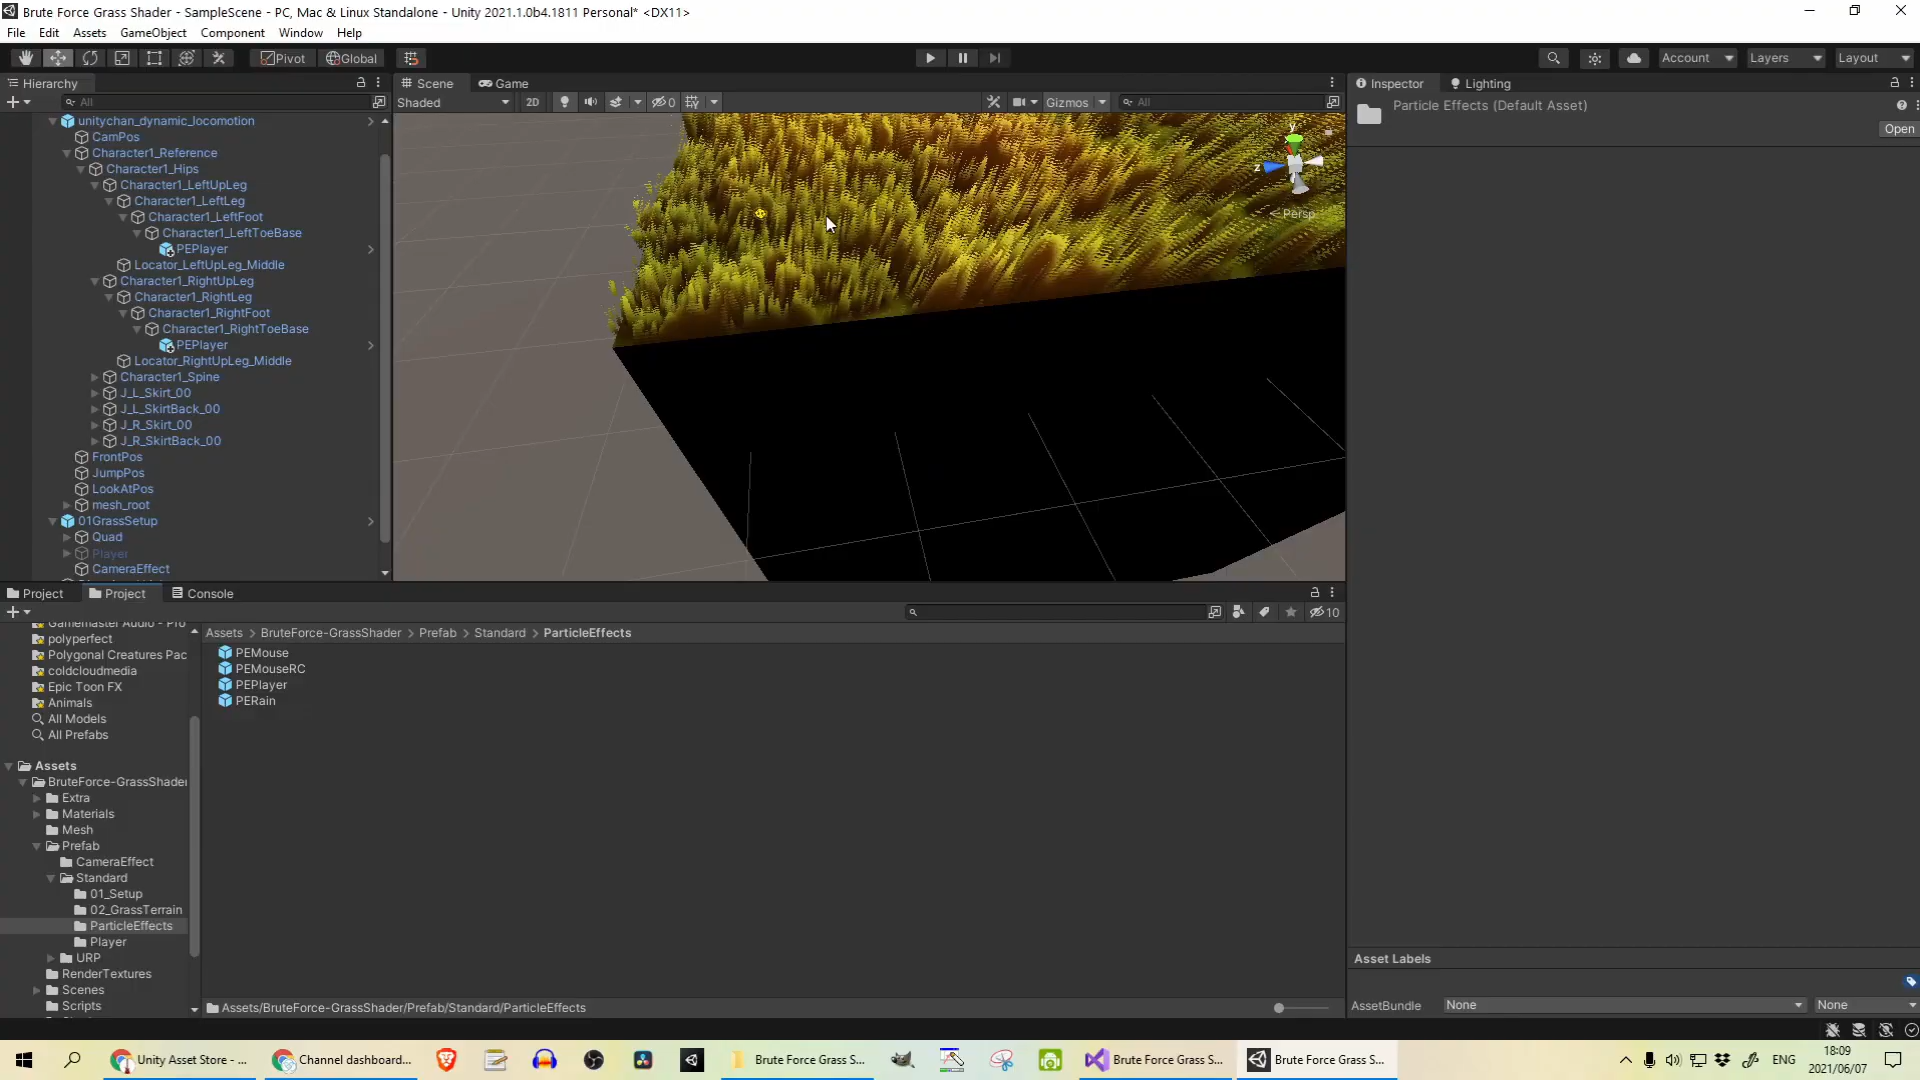 Brute Force Grass Shader - SampleScene - PC, Mac & Linux Standalone - Unity 2021.1.0b4.1811 Personal* <DX11>
File Edit Assets GameObject Component Window Help
Pivot Global Account Layers Layout
Hierarchy Scene Game Inspector Lighting
All Shaded 2D 0 Gizmos All
Particle Effects (Default Asset)
Open
unitychan_dynamic_locomotion
CamPos
Character1_Reference
Character1_Hips
Character1_LeftUpLeg
Character1_LeftLeg
Character1_LeftFoot
Character1_LeftToeBase
PEPlayer
Locator_LeftUpLeg_Middle
Character1_RightUpLeg
Character1_RightLeg
Character1_RightFoot
Character1_RightToeBase
PEPlayer
Locator_RightUpLeg_Middle
Character1_Spine
J_L_Skirt_00
J_L_SkirtBack_00
J_R_Skirt_00
J_R_SkirtBack_00
FrontPos
JumpPos
LookAtPos
mesh_root
01GrassSetup
Quad
Player
CameraEffect
y
z
< Persp
Project Project Console
10
Gamemaster Audio - Pro
polyperfect
Polygonal Creatures Pac
coldcloudmedia
Epic Toon FX
Animals
All Models
All Prefabs
Assets
BruteForce-GrassShader
Extra
Materials
Mesh
Prefab
CameraEffect
Standard
01_Setup
02_GrassTerrain
ParticleEffects
Player
URP
RenderTextures
Scenes
Scripts
Assets > BruteForce-GrassShader > Prefab > Standard > ParticleEffects
PEMouse
PEMouseRC
PEPlayer
PERain
Assets/BruteForce-GrassShader/Prefab/Standard/ParticleEffects
Asset Labels
AssetBundle None None
Unity Asset Store - ... Channel dashboard... Brute Force Grass S... Brute Force Grass S... Brute Force Grass S... ENG
18:09
2021/06/07